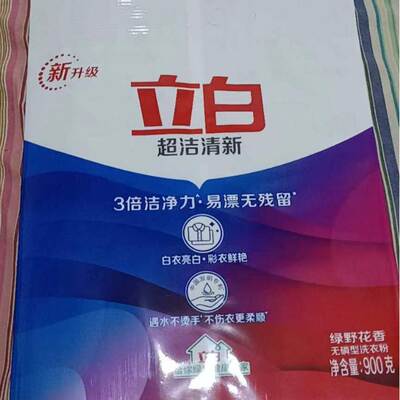 新升级
立白
超洁清新
3倍洁净力*·易漂无残留*
白衣亮白·彩衣鲜艳
遇水不烫手*不伤衣更柔顺*
绿野花香
无磷型洗衣粉
净含量:900克
立白